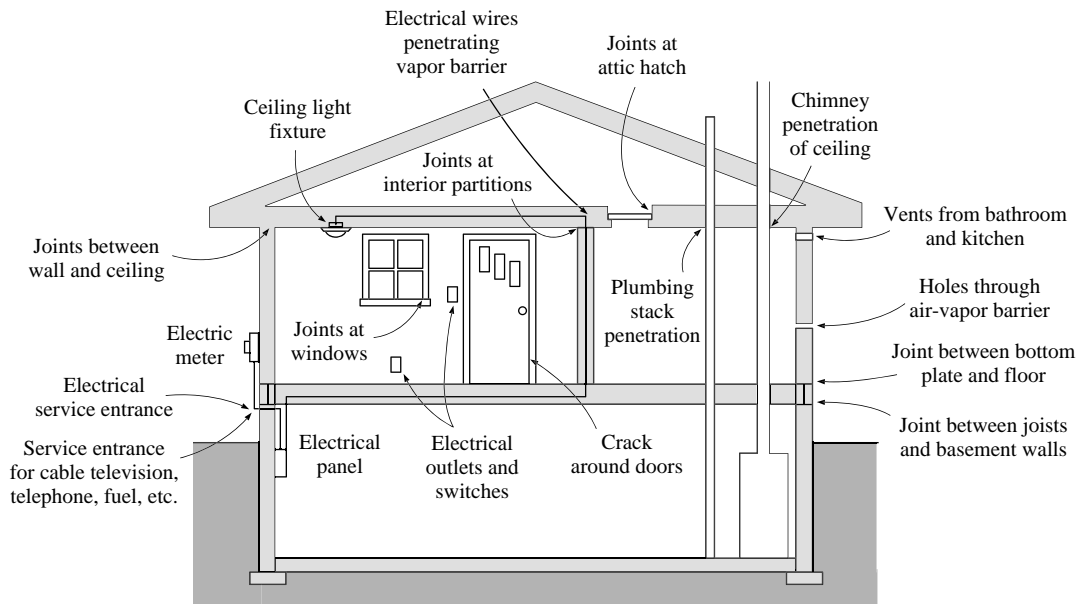 Electrical wires
penetrating
vapor barrier
Joints at
attic hatch
Ceiling light
fixture
Chimney
penetration
of ceiling
Joints at
interior partitions
Joints between
wall and ceiling
Vents from bathroom
and kitchen
Plumbing
stack
penetration
Holes through
air-vapor barrier
Electric
meter
Joints at
windows
Joint between bottom
plate and floor
Electrical
service entrance
Service entrance
for cable television,
telephone, fuel, etc.
Electrical
panel
Electrical
outlets and
switches
Crack
around doors
Joint between joists
and basement walls